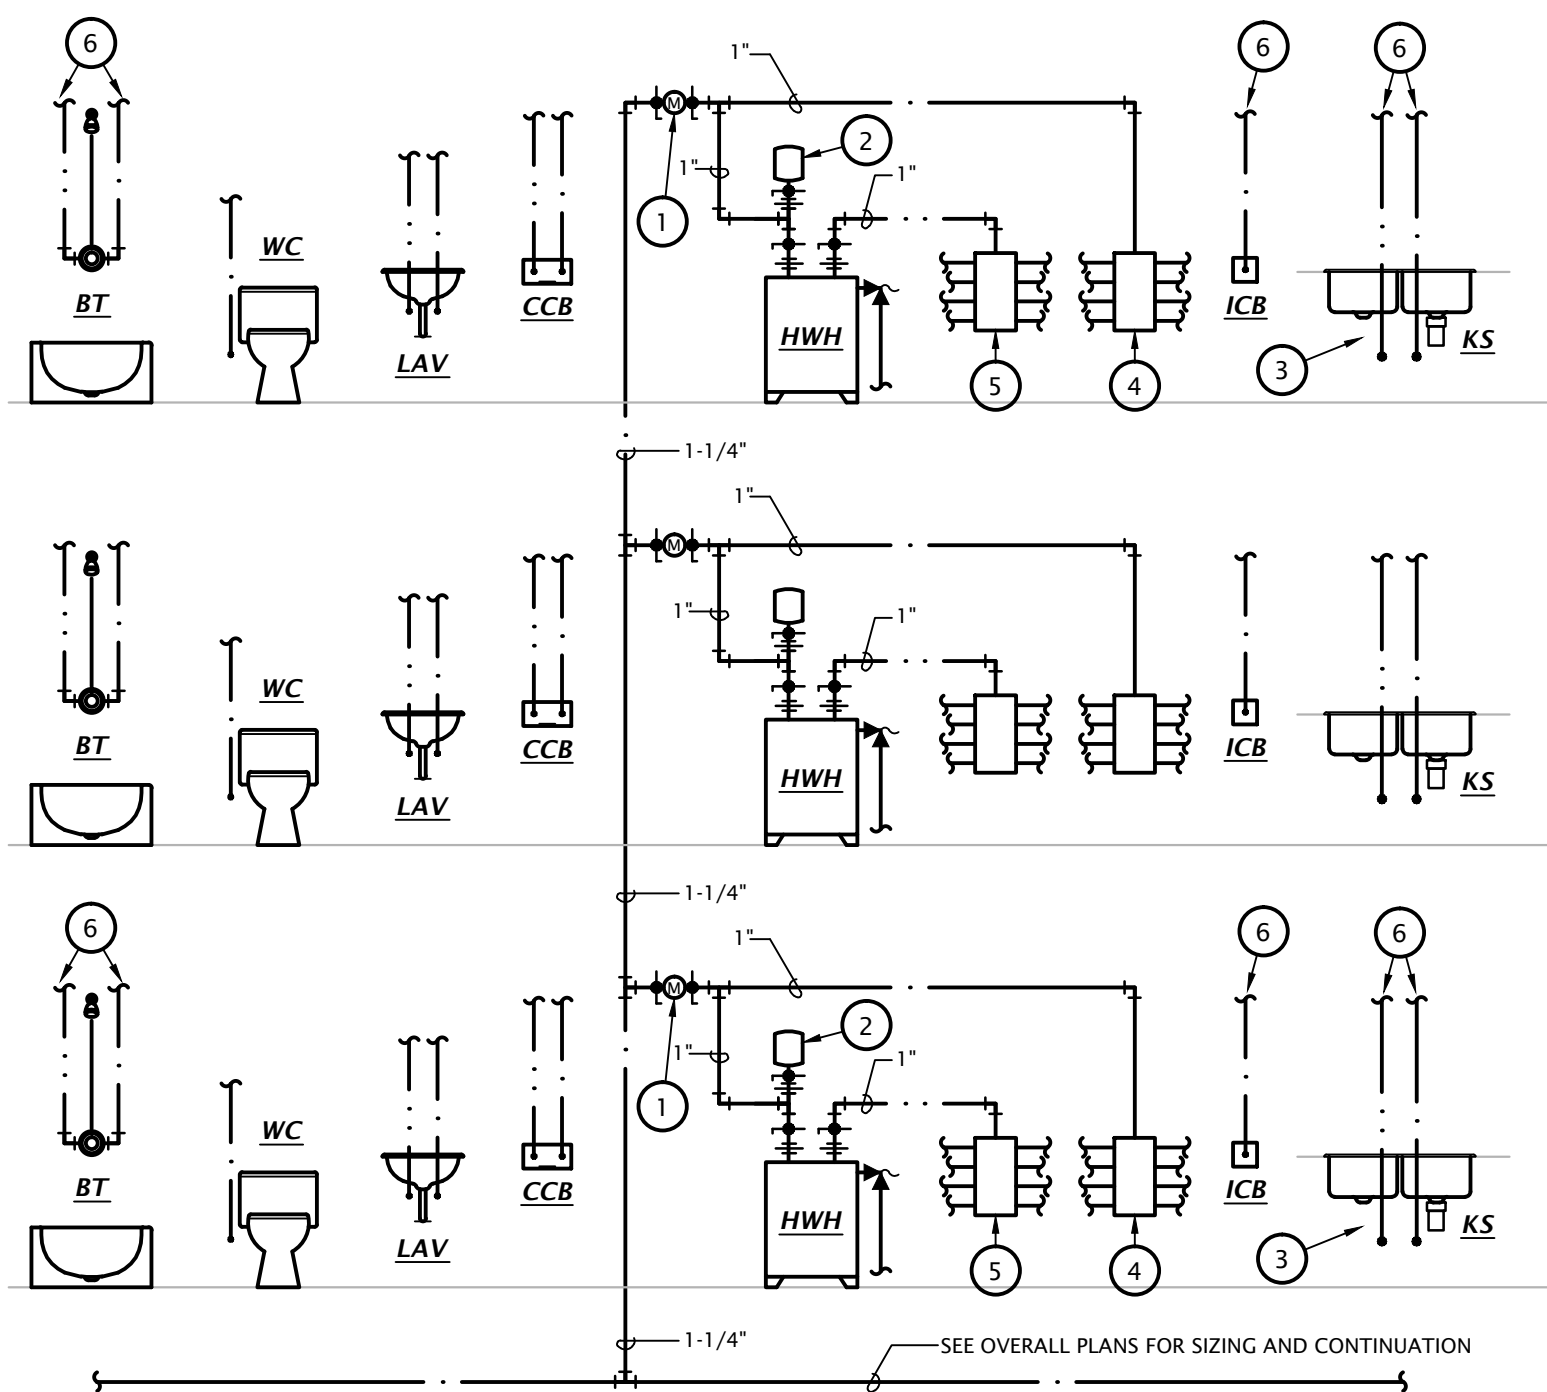 6
1"
6
6
M
2
1"
1"
1
WC
BT
CCB
ICB
HWH
KS
LAV
3
5
4
1-1/4"
1"
M
1"
1"
WC
BT
CCB
ICB
HWH
KS
LAV
1-1/4"
6
1"
6
6
M
2
1"
1"
1
WC
BT
CCB
ICB
HWH
KS
LAV
3
5
4
1-1/4"
SEE OVERALL PLANS FOR SIZING AND CONTINUATION